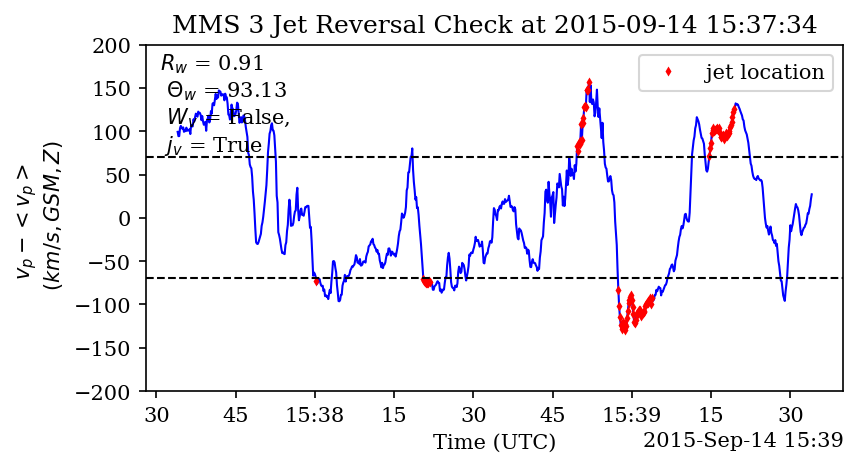 MMS 3 Jet Reversal Check at 2015-09-14 15:37:34
R_w = 0.91
Θ_w = 93.13
W_v = False,
j_v = True
jet location
200
150
100
50
0
−50
−100
−150
−200
v_p − < v_p >
(km/s, GSM, Z)
30 45 15:38 15 30 45 15:39 15 30
Time (UTC)
2015-Sep-14 15:39